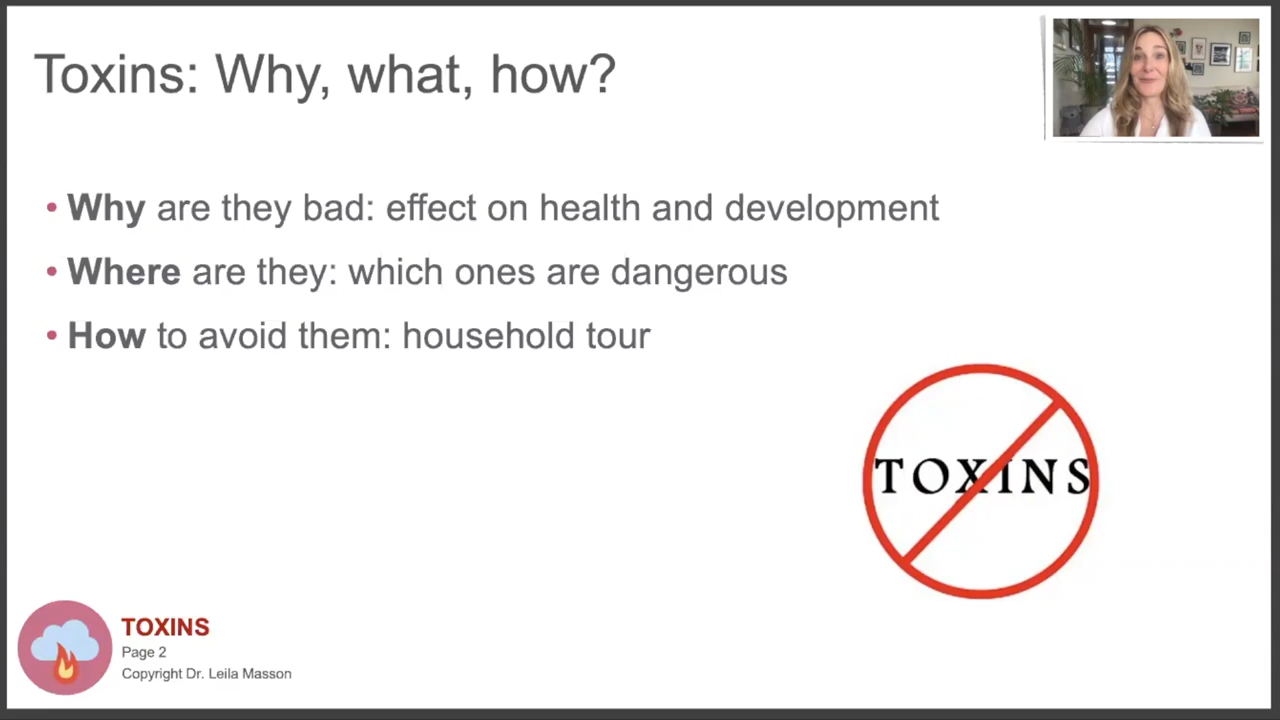 Toxins: Why, what, how?
• Why are they bad: effect on health and development
• Where are they: which ones are dangerous
• How to avoid them: household tour
TOXINS
TOXINS
Page 2
Copyright Dr. Leila Masson